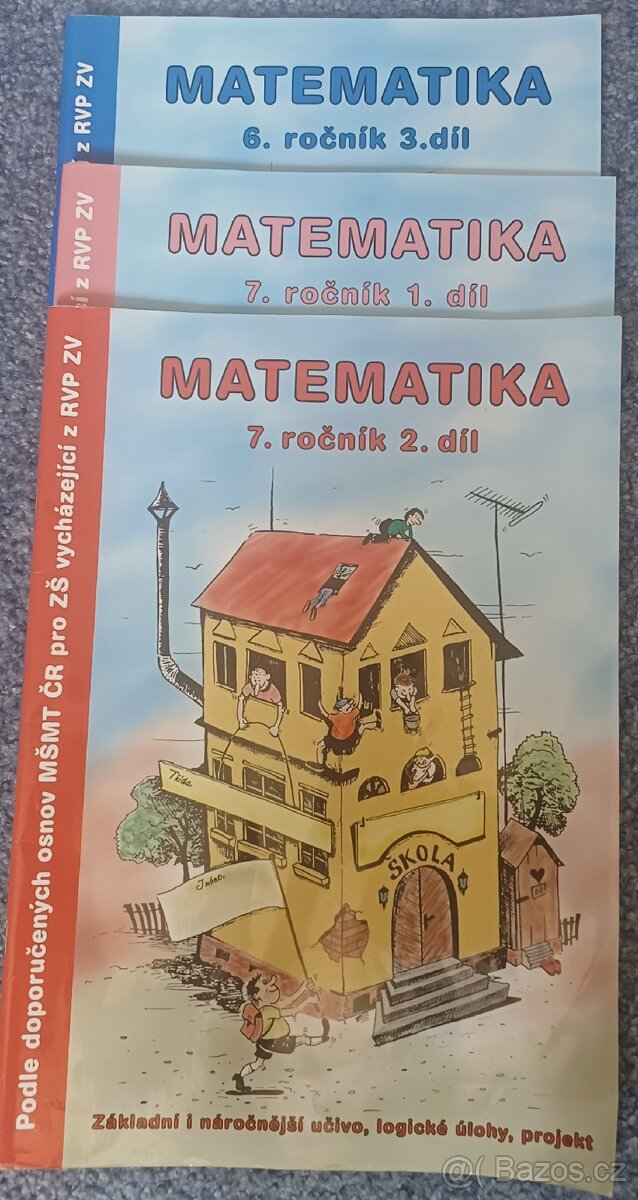 MATEMATIKA
6. ročník 3.díl
z RVP ZV
MATEMATIKA
7. ročník 1. díl
z RVP ZV
MATEMATIKA
7. ročník 2. díl
Podle doporučených osnov MŠMT ČR pro ZŠ vycházející z RVP ZV
Třída:
ŠKOLA
Jméno:
Základní i náročnější učivo, logické úlohy, projekt
@( Bazos.cz